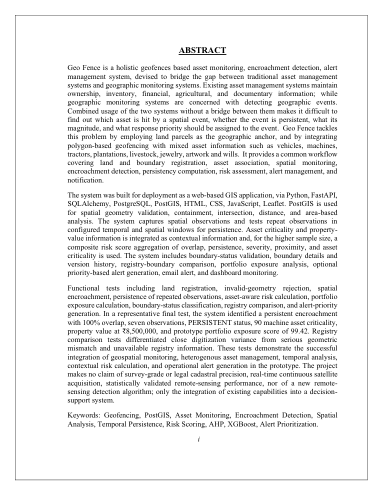 ABSTRACT
Geo Fence is a holistic geofences based asset monitoring, encroachment detection, alert
management system, devised to bridge the gap between traditional asset management
systems and geographic monitoring systems. Existing asset management systems maintain
ownership, inventory, financial, agricultural, and documentary information; while
geographic monitoring systems are concerned with detecting geographic events.
Combined usage of the two systems without a bridge between them makes it difficult to
find out which asset is hit by a spatial event, whether the event is persistent, what its
magnitude, and what response priority should be assigned to the event. Geo Fence tackles
this problem by employing land parcels as the geographic anchor, and by integrating
polygon-based geofencing with mixed asset information such as vehicles, machines,
tractors, plantations, livestock, jewelry, artwork and wills. It provides a common workflow
covering land and boundary registration, asset association, spatial monitoring,
encroachment detection, persistency computation, risk assessment, alert management, and
notification.
The system was built for deployment as a web-based GIS application, via Python, FastAPI,
SQLAlchemy, PostgreSQL, PostGIS, HTML, CSS, JavaScript, Leaflet. PostGIS is used
for spatial geometry validation, containment, intersection, distance, and area-based
analysis. The system captures spatial observations and tests repeat observations in
configured temporal and spatial windows for persistence. Asset criticality and property-
value information is integrated as contextual information and, for the higher sample size, a
composite risk score aggregation of overlap, persistence, severity, proximity, and asset
criticality is used. The system includes boundary-status validation, boundary details and
version history, registry-boundary comparison, portfolio exposure analysis, optional
priority-based alert generation, email alert, and dashboard monitoring.
Functional tests including land registration, invalid-geometry rejection, spatial
encroachment, persistence of repeated observations, asset-aware risk calculation, portfolio
exposure calculation, boundary-status classification, registry comparison, and alert-priority
generation. In a representative final test, the system identified a persistent encroachment
with 100% overlap, seven observations, PERSISTENT status, 90 machine asset criticality,
property value at ₹8,500,000, and prototype portfolio exposure score of 99.42. Registry
comparison tests differentiated close digitization variance from serious geometric
mismatch and unavailable registry information. These tests demonstrate the successful
integration of geospatial monitoring, heterogenous asset management, temporal analysis,
contextual risk calculation, and operational alert generation in the prototype. The project
makes no claim of survey-grade or legal cadastral precision, real-time continuous satellite
acquisition, statistically validated remote-sensing performance, nor of a new remote-
sensing detection algorithm; only the integration of existing capabilities into a decision-
support system.
Keywords: Geofencing, PostGIS, Asset Monitoring, Encroachment Detection, Spatial
Analysis, Temporal Persistence, Risk Scoring, AHP, XGBoost, Alert Prioritization.
i